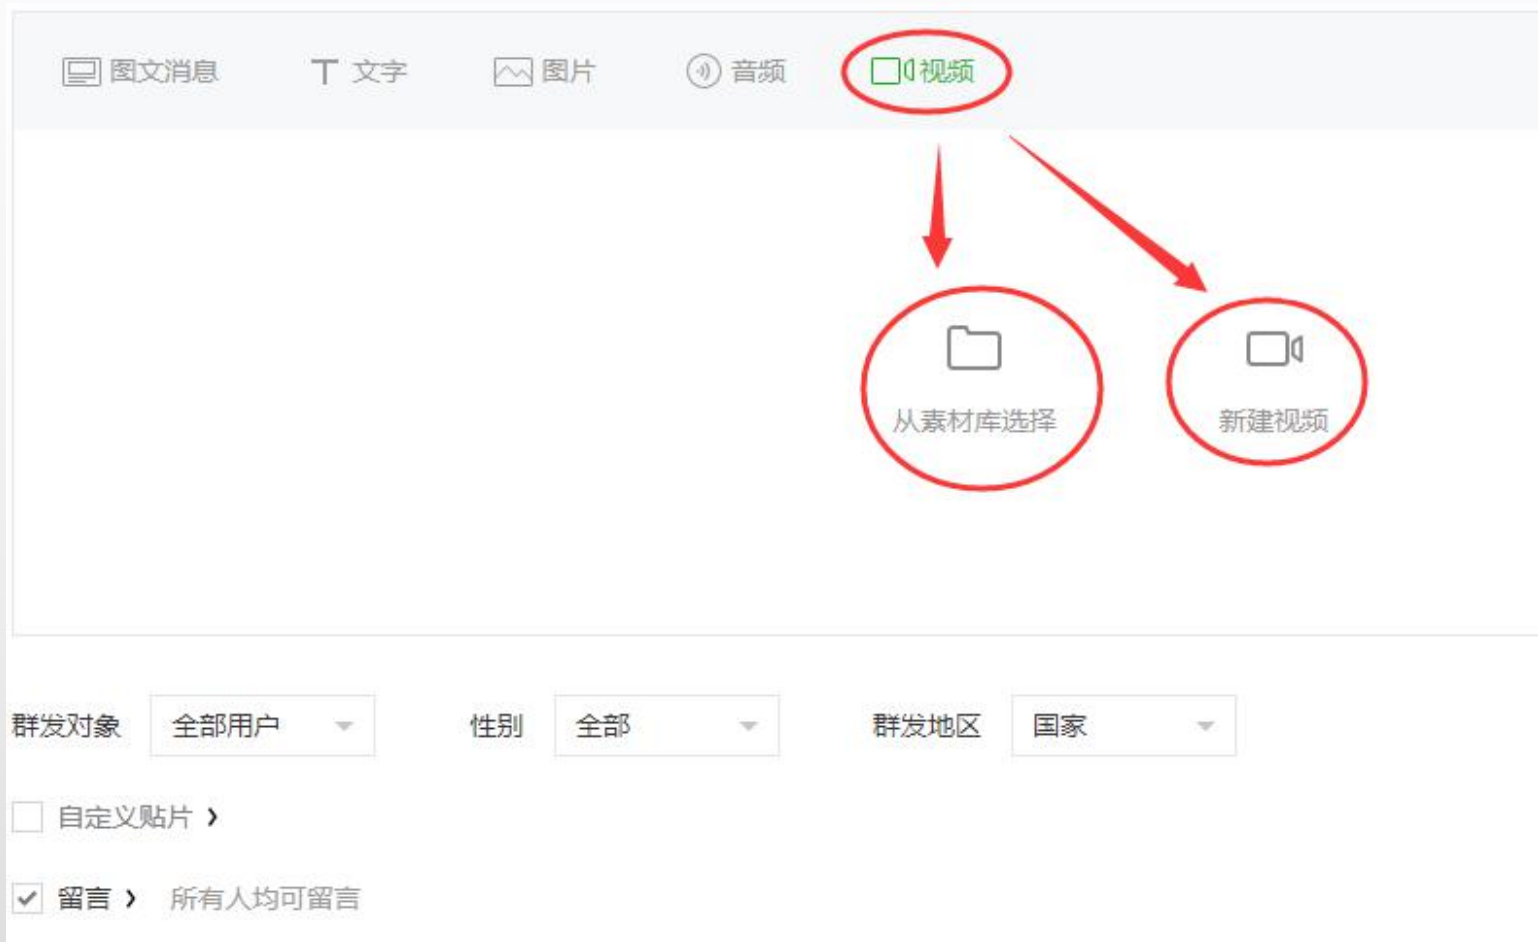 图文消息 文字 图片 音频 视频
从素材库选择 新建视频
群发对象 全部用户 性别 全部 群发地区 国家
自定义贴片
留言 所有人均可留言